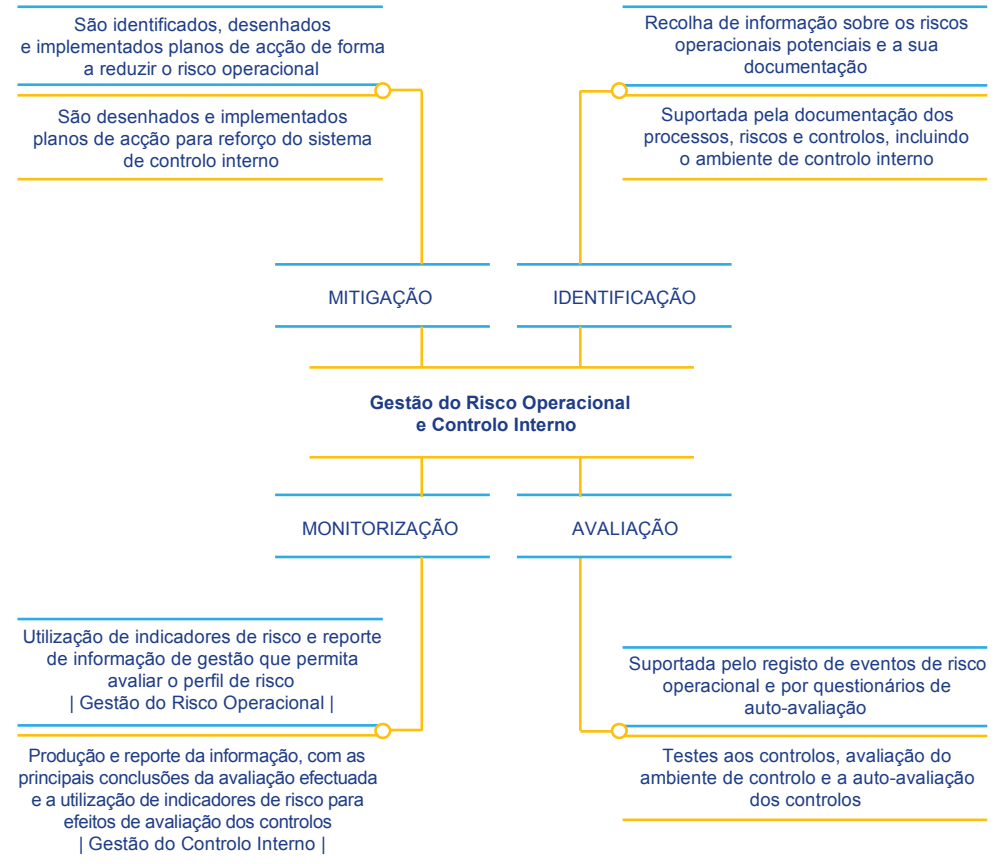 São identificados, desenhados
e implementados planos de acção de forma
a reduzir o risco operacional
São desenhados e implementados
planos de acção para reforço do sistema
de controlo interno
Recolha de informação sobre os riscos
operacionais potenciais e a sua
documentação
Suportada pela documentação dos
processos, riscos e controlos, incluindo
o ambiente de controlo interno
MITIGAÇÃO
IDENTIFICAÇÃO
Gestão do Risco Operacional
e Controlo Interno
MONITORIZAÇÃO
AVALIAÇÃO
Utilização de indicadores de risco e reporte
de informação de gestão que permita
avaliar o perfil de risco
| Gestão do Risco Operacional |
Produção e reporte da informação, com as
principais conclusões da avaliação efectuada
e a utilização de indicadores de risco para
efeitos de avaliação dos controlos
| Gestão do Controlo Interno |
Suportada pelo registo de eventos de risco
operacional e por questionários de
auto-avaliação
Testes aos controlos, avaliação do
ambiente de controlo e a auto-avaliação
dos controlos